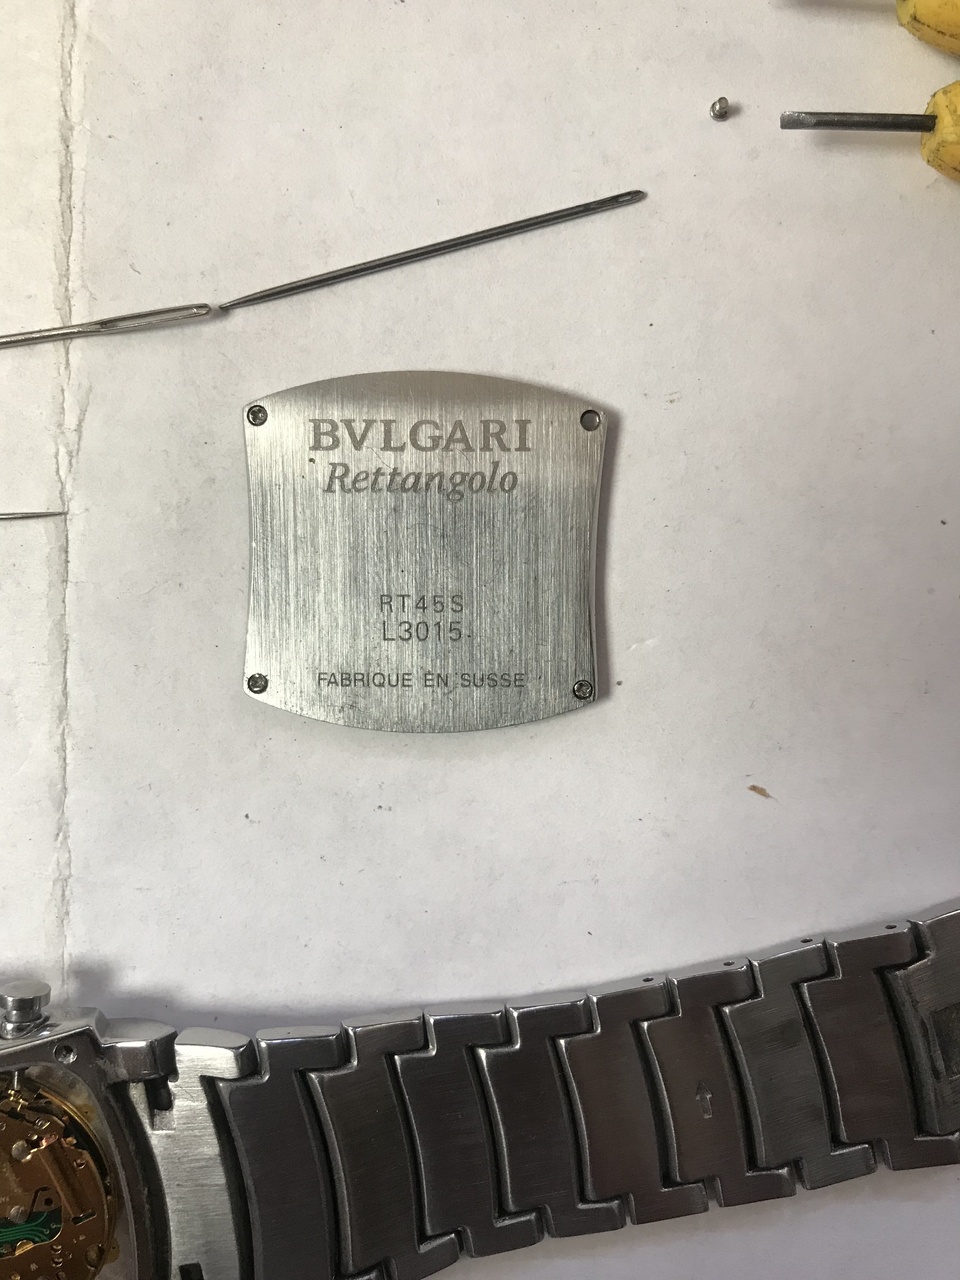 BVLGARI
Rettangolo
RT45S
L3015
FABRIQUE EN SUSSE